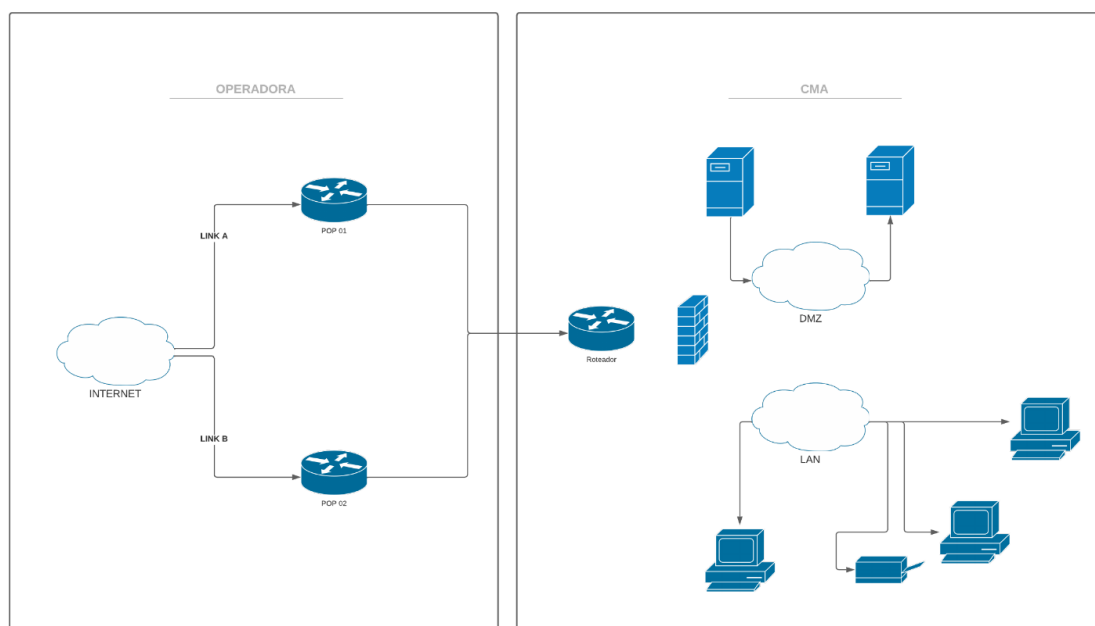 OPERADORA
CMA
LINK A
POP 01
DMZ
Roteador
INTERNET
LINK B
LAN
POP 02